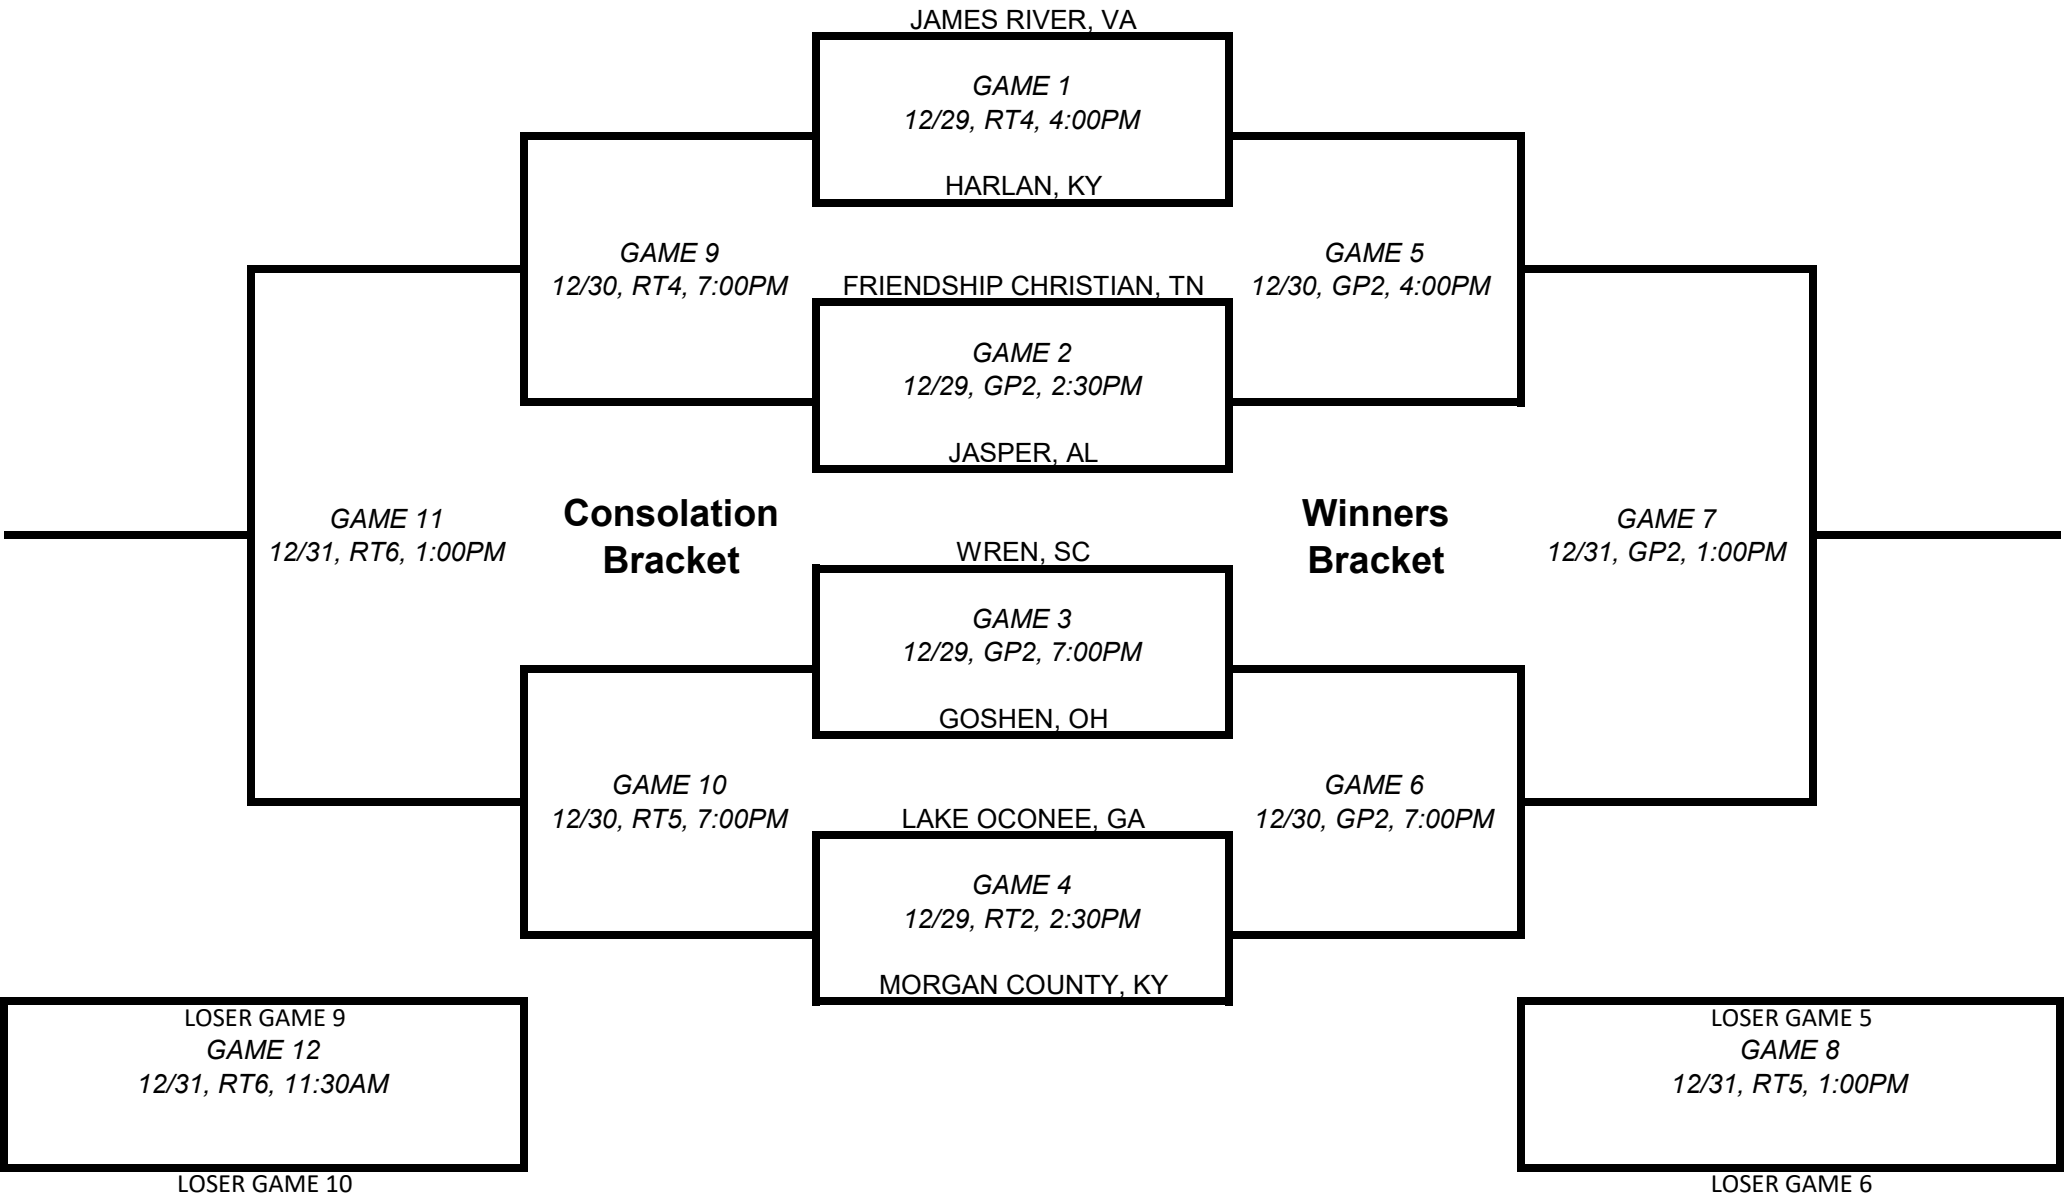 JAMES RIVER, VA
GAME 1
12/29, RT4, 4:00PM
HARLAN, KY
GAME 9
12/30, RT4, 7:00PM
GAME 5
12/30, GP2, 4:00PM
FRIENDSHIP CHRISTIAN, TN
GAME 2
12/29, GP2, 2:30PM
JASPER, AL
GAME 11
12/31, RT6, 1:00PM
Consolation
Bracket
Winners
Bracket
GAME 7
12/31, GP2, 1:00PM
WREN, SC
GAME 3
12/29, GP2, 7:00PM
GOSHEN, OH
GAME 10
12/30, RT5, 7:00PM
GAME 6
12/30, GP2, 7:00PM
LAKE OCONEE, GA
GAME 4
12/29, RT2, 2:30PM
MORGAN COUNTY, KY
LOSER GAME 9
GAME 12
12/31, RT6, 11:30AM
LOSER GAME 10
LOSER GAME 5
GAME 8
12/31, RT5, 1:00PM
LOSER GAME 6